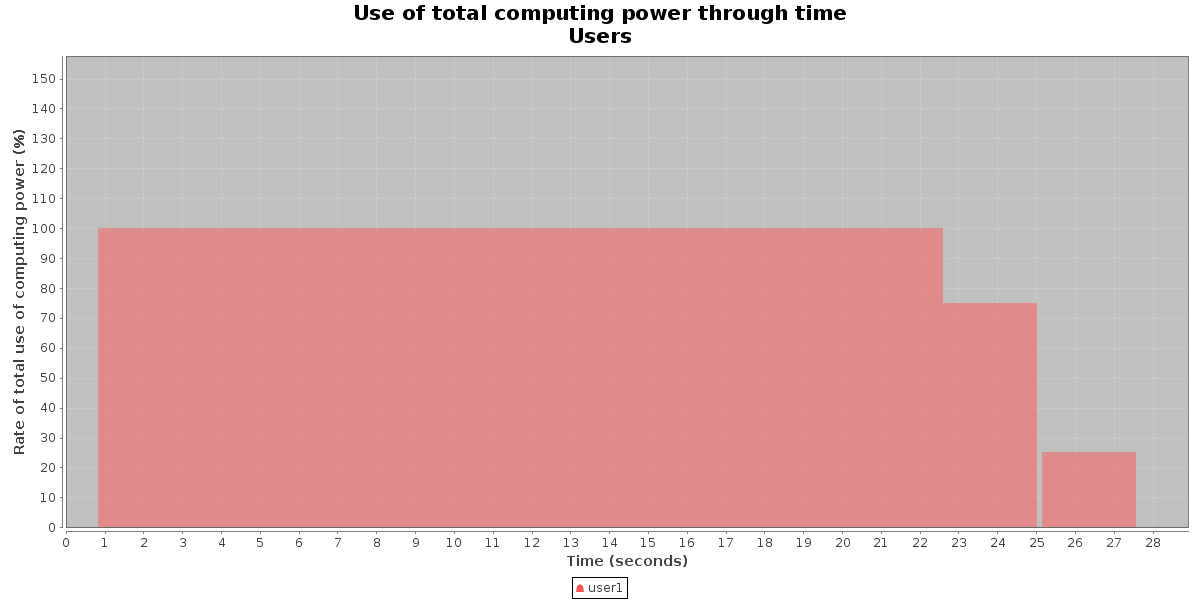 Use of total computing power through time
Users
Rate of total use of computing power (%)
150
140
130
120
110
100
90
80
70
60
50
40
30
20
10
0
0 1 2 3 4 5 6 7 8 9 10 11 12 13 14 15 16 17 18 19 20 21 22 23 24 25 26 27 28
Time (seconds)
user1